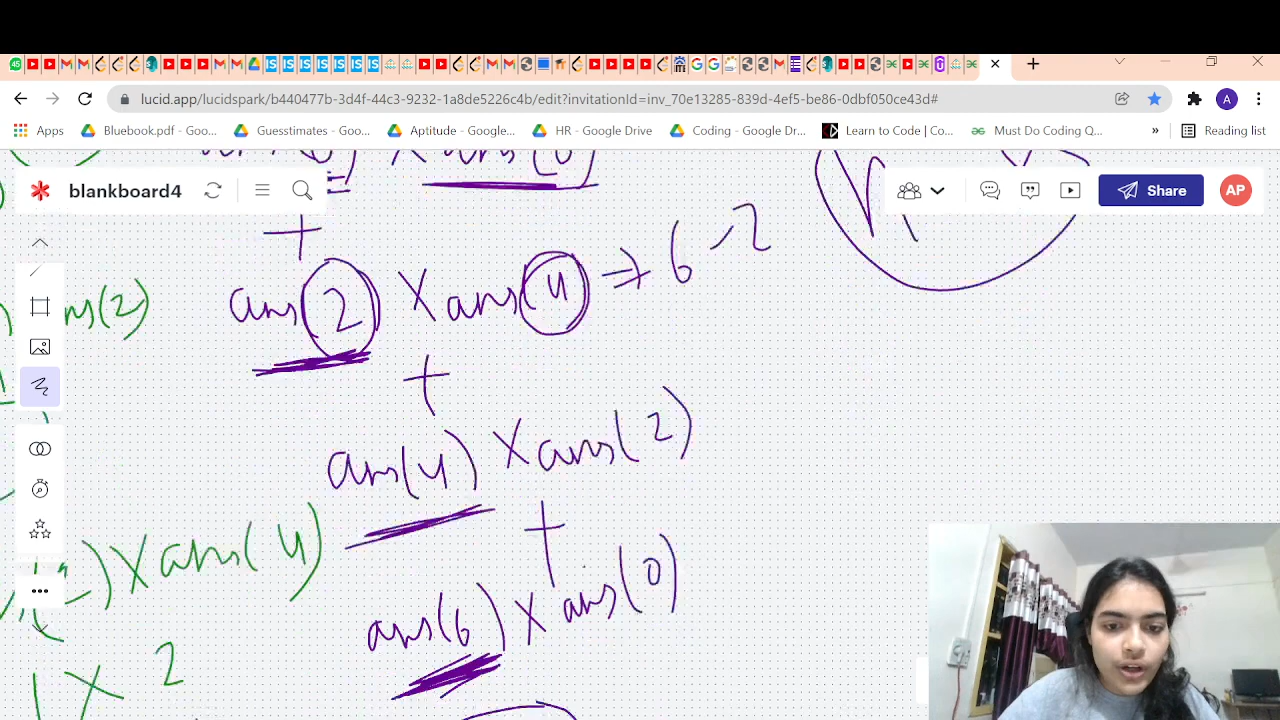 lucid.app/lucidspark/b440477b-3d4f-44c3-9232-1a8de5226c4b/edit?invitationId=inv_70e13285-839d-4ef5-be86-0dbf050ce43d#
A
Apps
Bluebook.pdf - Goo...
Guesstimates - Goo...
Aptitude - Google...
HR - Google Drive
Coding - Google Dr...
Learn to Code | Co...
Must Do Coding Q...
»
Reading list
blankboard4
Share
AP
+
ans(2) X ans(4) => 6-2
ns(2)
+
ans(4) X ans(2)
+
X ans(4)
ans(6) X ans(0)
X 2